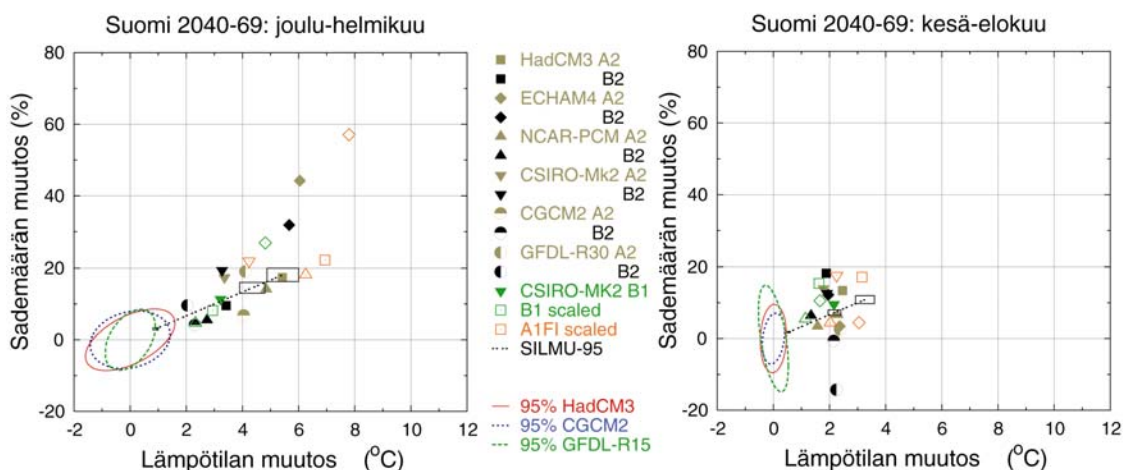 Suomi 2040-69: joulu-helmikuu
80
60
40
20
0
-20
-2 0 2 4 6 8 10 12
Sademäärän muutos (%)
Lämpötilan muutos (°C)
HadCM3 A2
B2
ECHAM4 A2
B2
NCAR-PCM A2
B2
CSIRO-Mk2 A2
B2
CGCM2 A2
B2
GFDL-R30 A2
B2
CSIRO-MK2 B1
B1 scaled
A1FI scaled
SILMU-95
95% HadCM3
95% CGCM2
95% GFDL-R15
Suomi 2040-69: kesä-elokuu
80
60
40
20
0
-20
-2 0 2 4 6 8 10 12
Sademäärän muutos (%)
Lämpötilan muutos (°C)